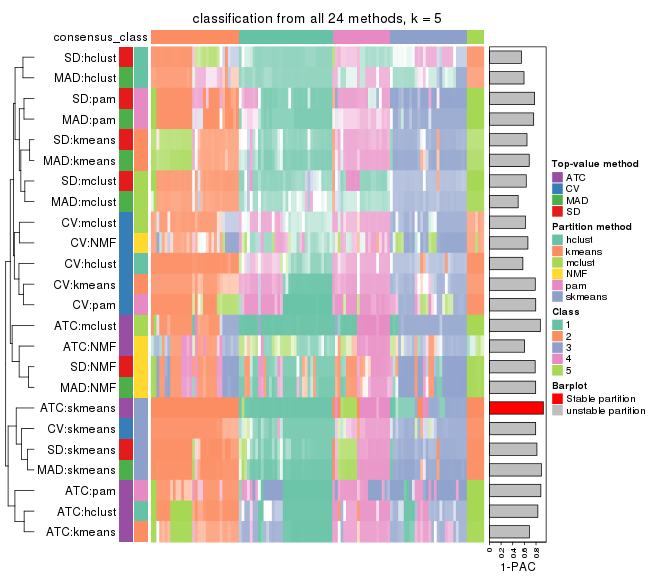 classification from all 24 methods, k = 5
consensus_class
SD:hclust
MAD:hclust
SD:pam
MAD:pam
SD:kmeans
MAD:kmeans
SD:mclust
MAD:mclust
CV:mclust
CV:NMF
CV:hclust
CV:kmeans
CV:pam
ATC:mclust
ATC:NMF
SD:NMF
MAD:NMF
ATC:skmeans
CV:skmeans
SD:skmeans
MAD:skmeans
ATC:pam
ATC:hclust
ATC:kmeans
0 0.2 0.4 0.6 0.8
1-PAC
Top-value method
ATC
CV
MAD
SD
Partition method
hclust
kmeans
mclust
NMF
pam
skmeans
Class
1
2
3
4
5
Barplot
Stable partition
unstable partition